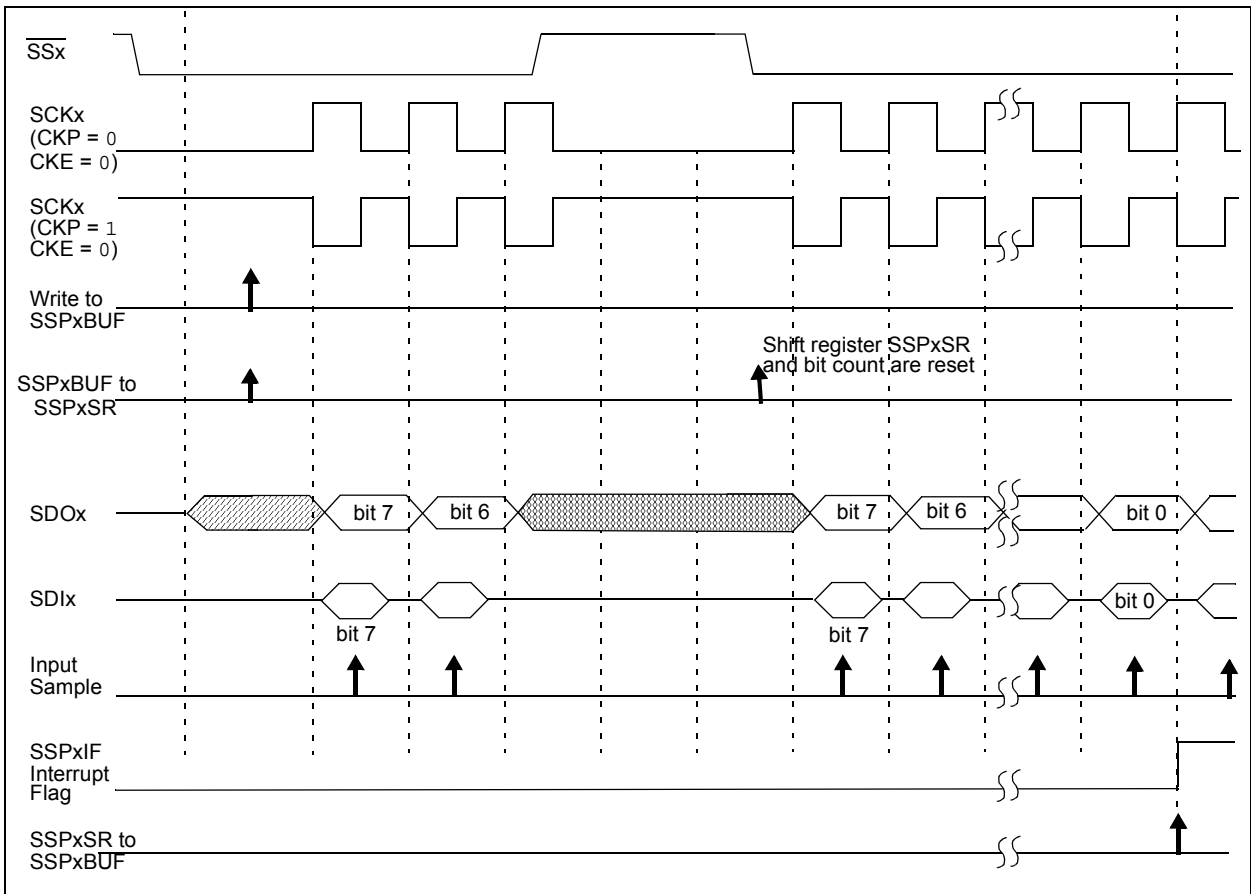 SSx
SCKx
(CKP = 0
CKE = 0)
SCKx
(CKP = 1
CKE = 0)
Write to
SSPxBUF
Shift register SSPxSR
and bit count are reset
SSPxBUF to
SSPxSR
SDOx
bit 7
bit 6
bit 7
bit 6
bit 0
SDIx
bit 0
bit 7
bit 7
Input
Sample
SSPxIF
Interrupt
Flag
SSPxSR to
SSPxBUF